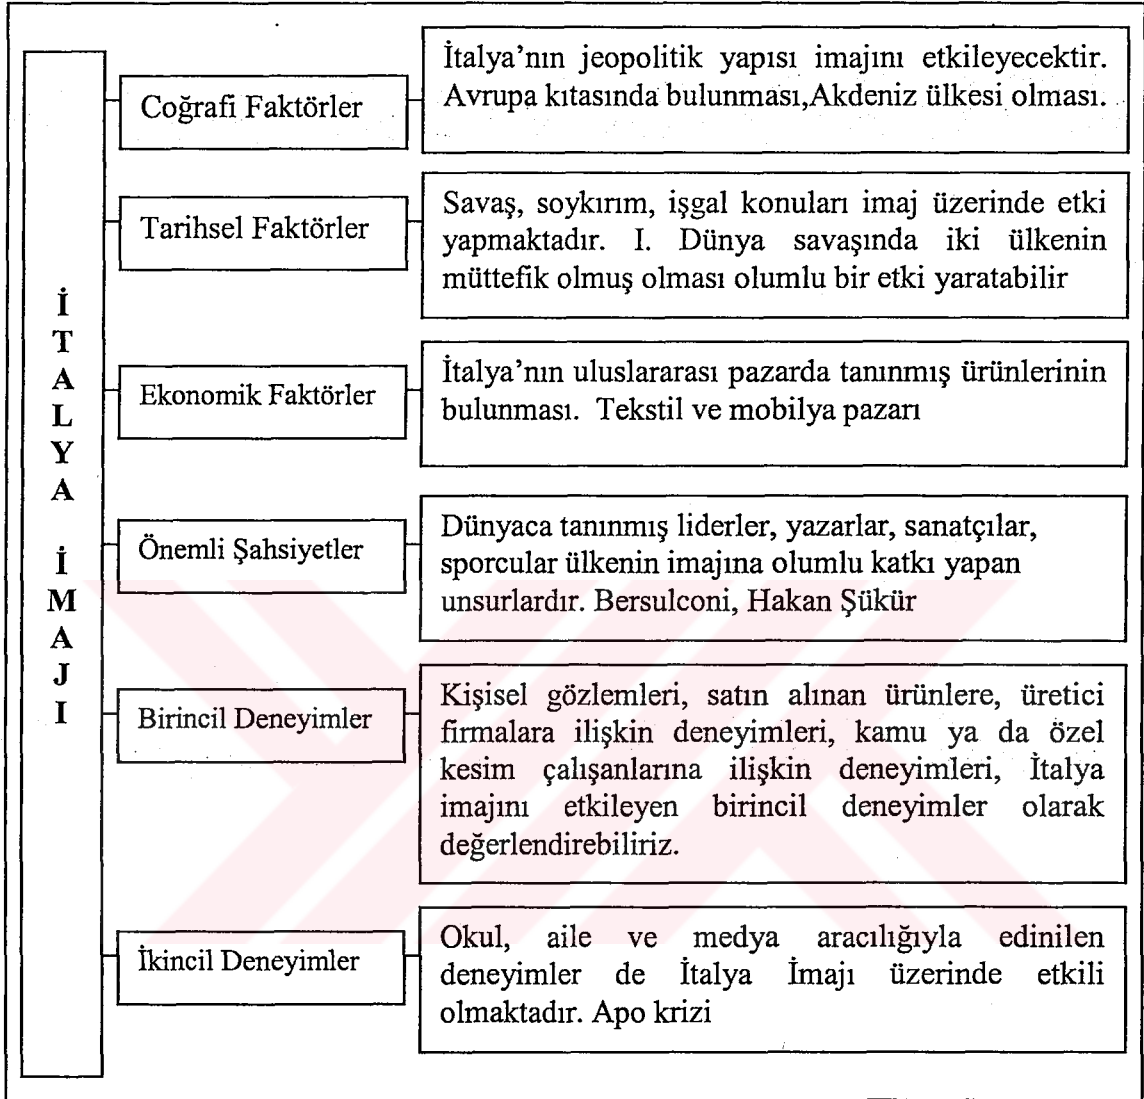 İTALYA İMAJI
Coğrafi Faktörler
İtalya’nın jeopolitik yapısı imajını etkileyecektir.
Avrupa kıtasında bulunması,Akdeniz ülkesi olması.
Tarihsel Faktörler
Savaş, soykırım, işgal konuları imaj üzerinde etki
yapmaktadır. I. Dünya savaşında iki ülkenin
müttefik olmuş olması olumlu bir etki yaratabilir
Ekonomik Faktörler
İtalya’nın uluslararası pazarda tanınmış ürünlerinin
bulunması. Tekstil ve mobilya pazarı
Önemli Şahsiyetler
Dünyaca tanınmış liderler, yazarlar, sanatçılar,
sporcular ülkenin imajına olumlu katkı yapan
unsurlardır. Bersulconi, Hakan Şükür
Birincil Deneyimler
Kişisel gözlemleri, satın alınan ürünlere, üretici
firmalara ilişkin deneyimleri, kamu ya da özel
kesim çalışanlarına ilişkin deneyimleri, İtalya
imajını etkileyen birincil deneyimler olarak
değerlendirebiliriz.
İkincil Deneyimler
Okul, aile ve medya aracılığıyla edinilen
deneyimler de İtalya İmajı üzerinde etkili
olmaktadır. Apo krizi